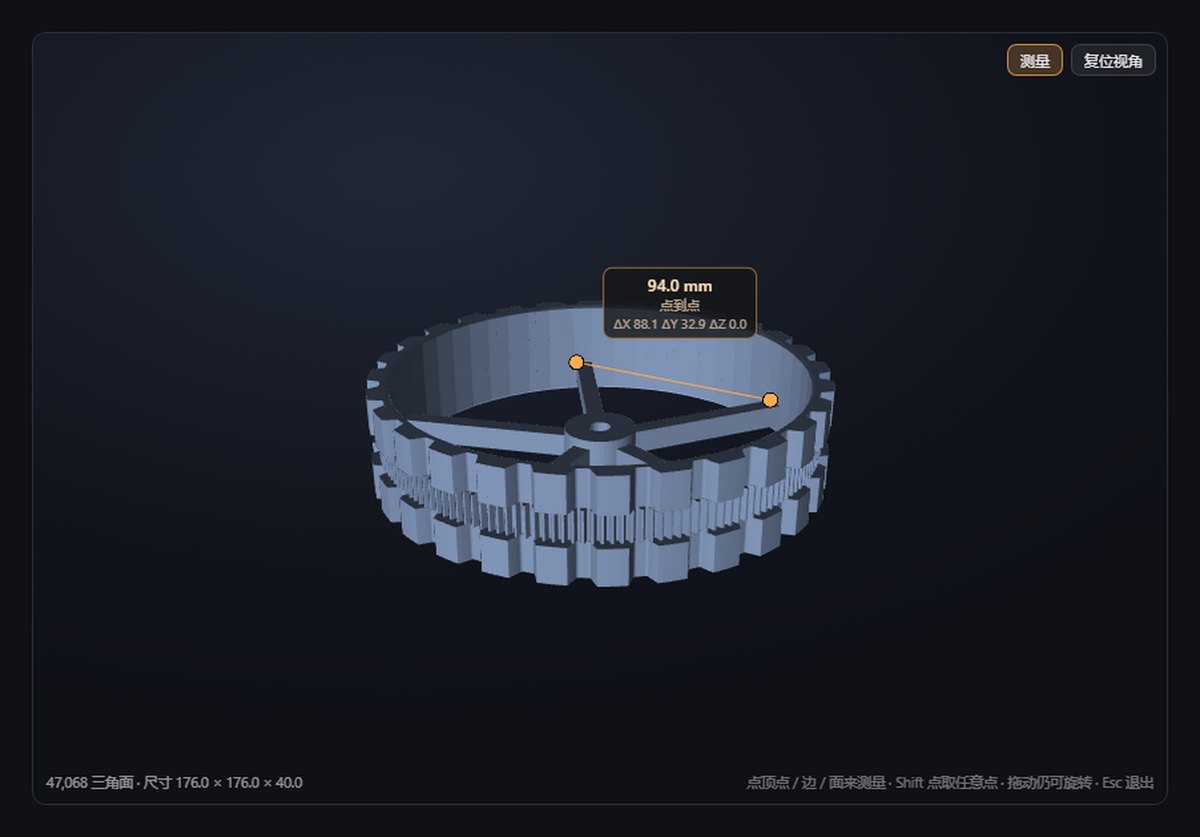 测量
复位视角
94.0 mm
点到点
ΔX 88.1 ΔY 32.9 ΔZ 0.0
47,068 三角面 · 尺寸 176.0 × 176.0 × 40.0
点顶点 / 边 / 面来测量 · Shift 点取任意点 · 拖动仍可旋转 · Esc 退出